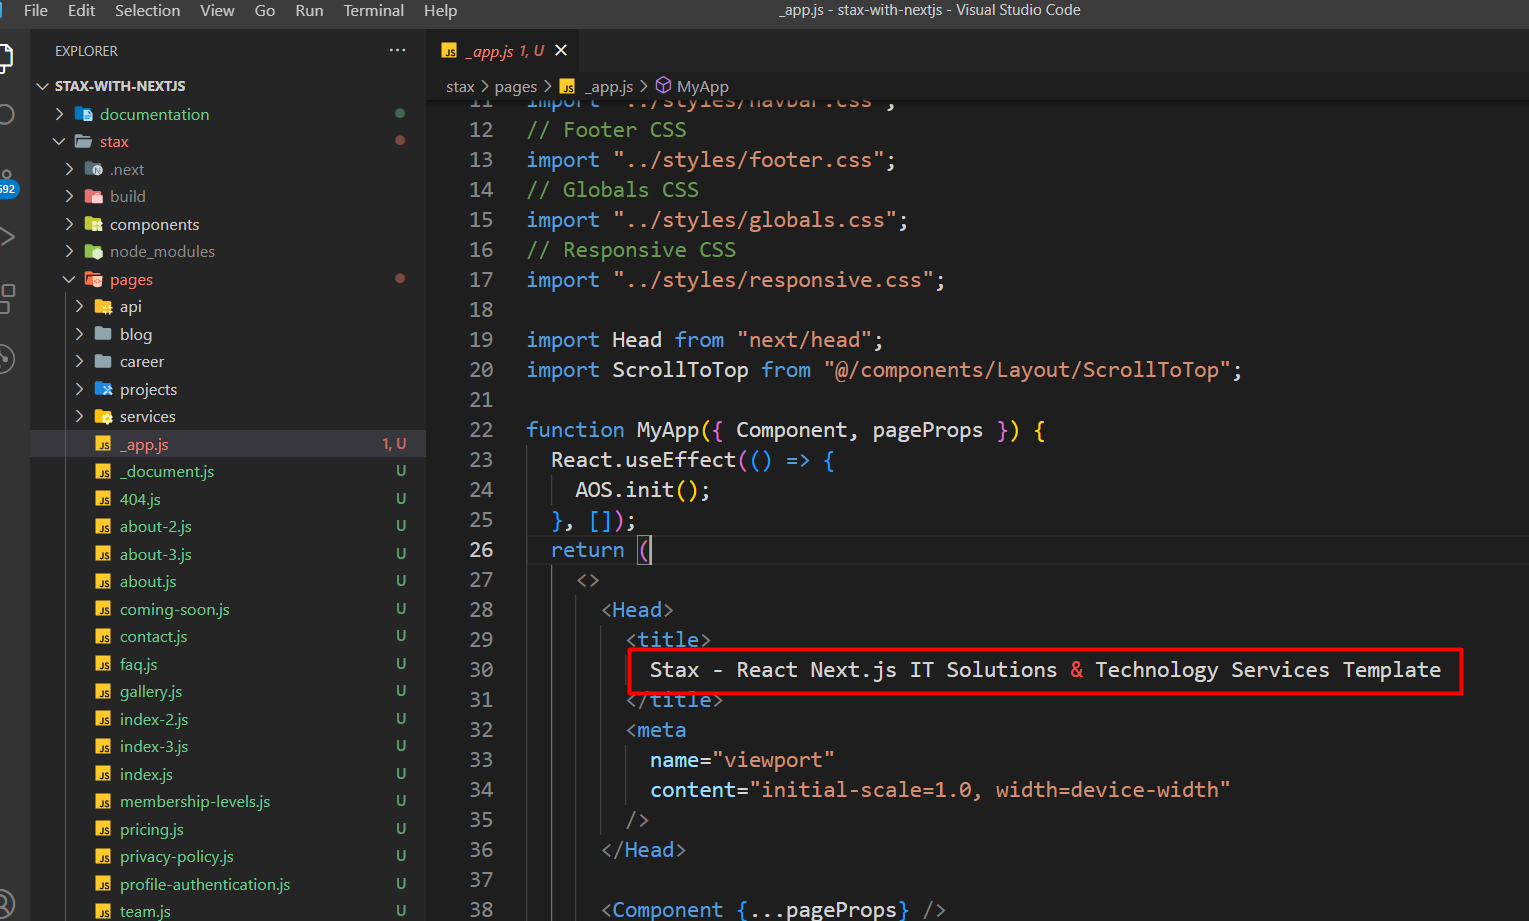 File Edit Selection View Go Run Terminal Help
_app.js - stax-with-nextjs - Visual Studio Code
EXPLORER
STAX-WITH-NEXTJS
documentation
stax
.next
build
components
node_modules
pages
api
blog
career
projects
services
_app.js 1, U
_document.js U
404.js U
about-2.js U
about-3.js U
about.js U
coming-soon.js U
contact.js U
faq.js U
gallery.js U
index-2.js U
index-3.js U
index.js U
membership-levels.js U
pricing.js U
privacy-policy.js U
profile-authentication.js U
team.js U
_app.js 1, U
stax > pages > _app.js > MyApp
11 import "../styles/navbar.css";
12 // Footer CSS
13 import "../styles/footer.css";
14 // Globals CSS
15 import "../styles/globals.css";
16 // Responsive CSS
17 import "../styles/responsive.css";
18
19 import Head from "next/head";
20 import ScrollToTop from "@/components/Layout/ScrollToTop";
21
22 function MyApp({ Component, pageProps }) {
23 React.useEffect(() => {
24 AOS.init();
25 }, []);
26 return (
27 <>
28 <Head>
29 <title>
30 Stax - React Next.js IT Solutions & Technology Services Template
31 </title>
32 <meta
33 name="viewport"
34 content="initial-scale=1.0, width=device-width"
35 />
36 </Head>
37
38 <Component {...pageProps} />